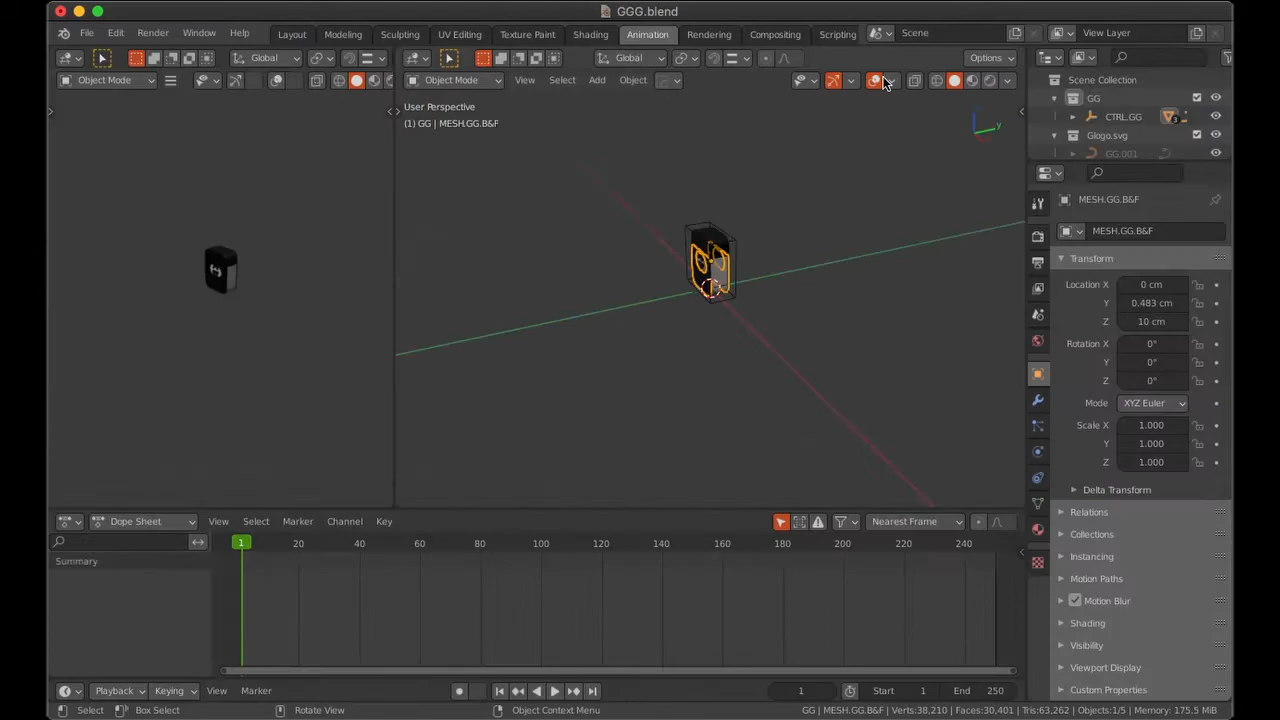 GGG.blend
File Edit Render Window Help Layout Modeling Sculpting UV Editing Texture Paint Shading Animation Rendering Compositing Scripting Scene View Layer
Global Global Options
Object Mode Object Mode View Select Add Object
User Perspective
(1) GG | MESH.GG.B&F
y
Scene Collection
GG
CTRL.GG
3
Glogo.svg
GG.001
MESH.GG.B&F
MESH.GG.B&F
Transform
Location X 0 cm
Y 0.483 cm
Z 10 cm
Rotation X 0°
Y 0°
Z 0°
Mode XYZ Euler
Scale X 1.000
Y 1.000
Z 1.000
Delta Transform
Relations
Collections
Instancing
Motion Paths
Motion Blur
Shading
Visibility
Viewport Display
Custom Properties
Dope Sheet View Select Marker Channel Key Nearest Frame
1 20 40 60 80 100 120 140 160 180 200 220 240
Summary
Playback Keying View Marker 1 Start 1 End 250
Select Box Select Rotate View Object Context Menu GG | MESH.GG.B&F | Verts:38,210 | Faces:30,401 | Tris:63,262 | Objects:1/5 | Memory: 175.5 MiB